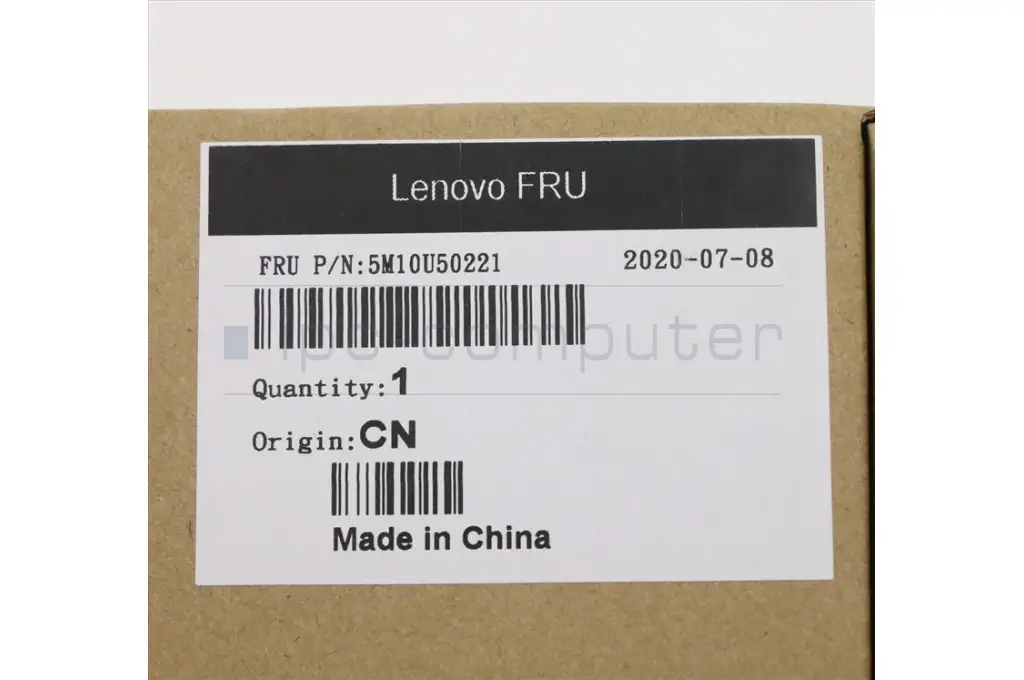 Lenovo FRU
FRU P/N:5M10U50221 2020-07-08
ipc-computer
Quantity:1
Origin:CN
Made in China